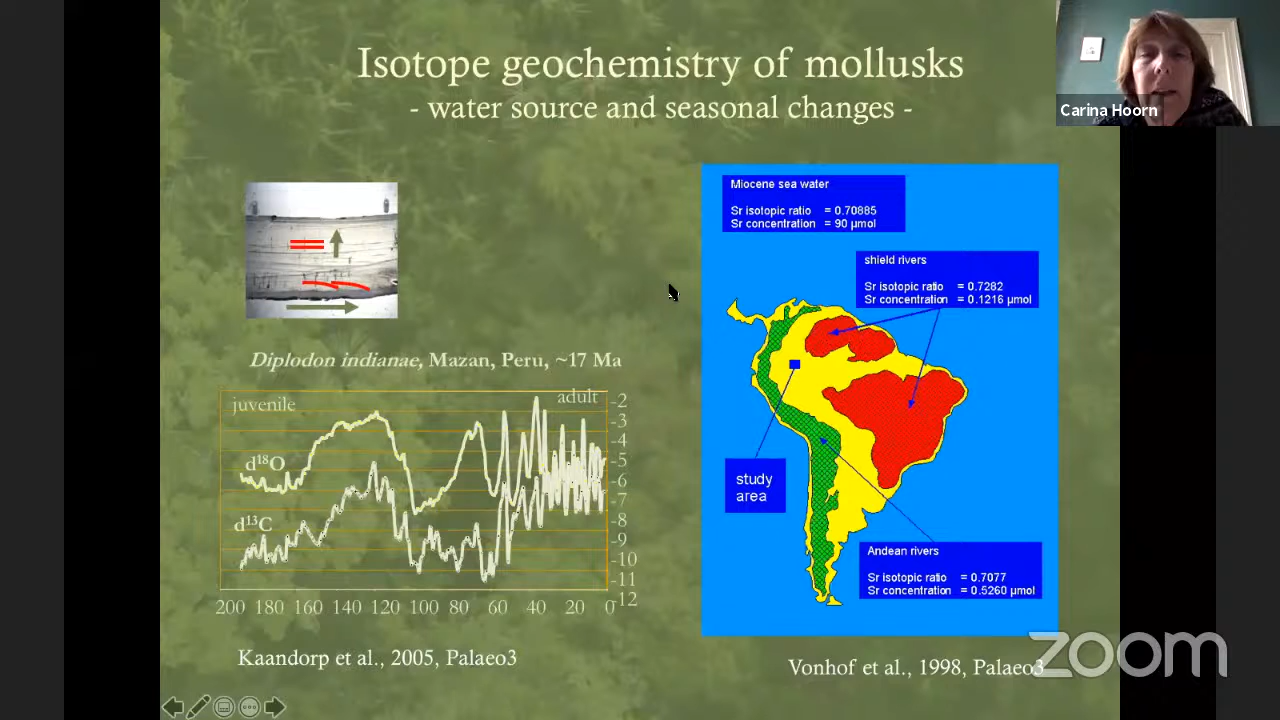 Isotope geochemistry of mollusks
- water source and seasonal changes -
Carina Hoorn
Diplodon indianae, Mazan, Peru, ~17 Ma
juvenile
adult
d18O
d13C
-2
-3
-4
-5
-6
-7
-8
-9
-10
-11
-12
200 180 160 140 120 100 80 60 40 20 0
Kaandorp et al., 2005, Palaeo3
Miocene sea water
Sr isotopic ratio = 0.70885
Sr concentration = 90 µmol
shield rivers
Sr isotopic ratio = 0.7282
Sr concentration = 0.1216 µmol
study
area
Andean rivers
Sr isotopic ratio = 0.7077
Sr concentration = 0.5260 µmol
Vonhof et al., 1998, Palaeo3
zoom